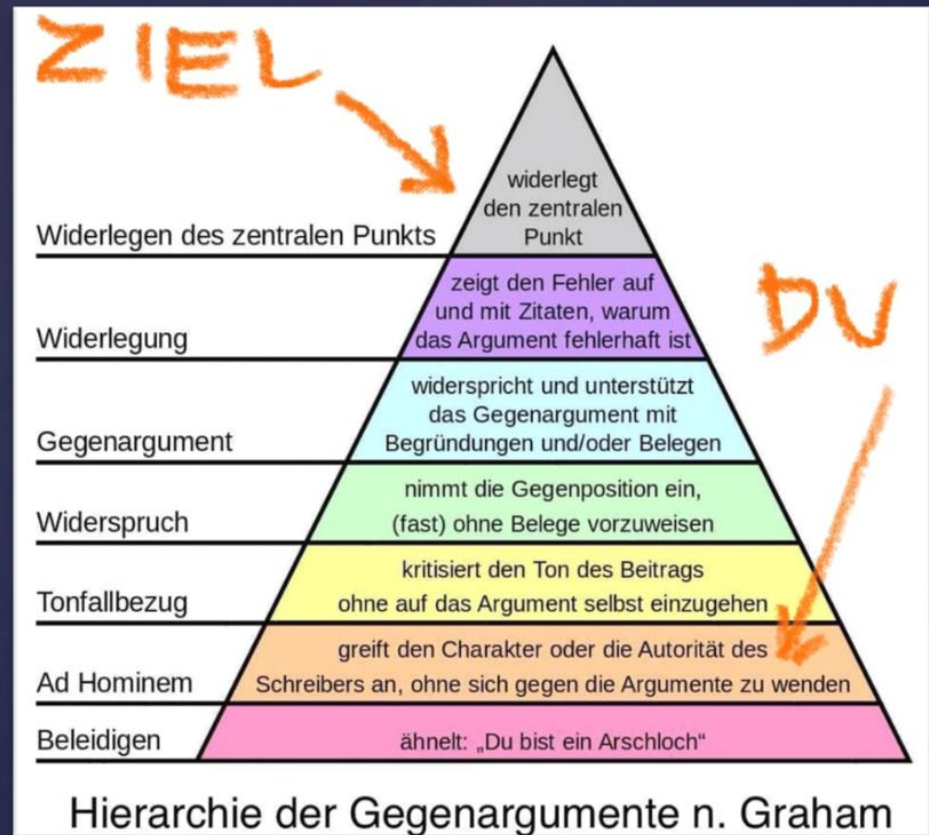 ZIEL
widerlegt
den zentralen
Punkt
Widerlegen des zentralen Punkts
DU
zeigt den Fehler auf
und mit Zitaten, warum
das Argument fehlerhaft ist
Widerlegung
widerspricht und unterstützt
das Gegenargument mit
Begründungen und/oder Belegen
Gegenargument
nimmt die Gegenposition ein,
(fast) ohne Belege vorzuweisen
Widerspruch
kritisiert den Ton des Beitrags
ohne auf das Argument selbst einzugehen
Tonfallbezug
greift den Charakter oder die Autorität des
Schreibers an, ohne sich gegen die Argumente zu wenden
Ad Hominem
Beleidigen
ähnelt: „Du bist ein Arschloch“
Hierarchie der Gegenargumente n. Graham